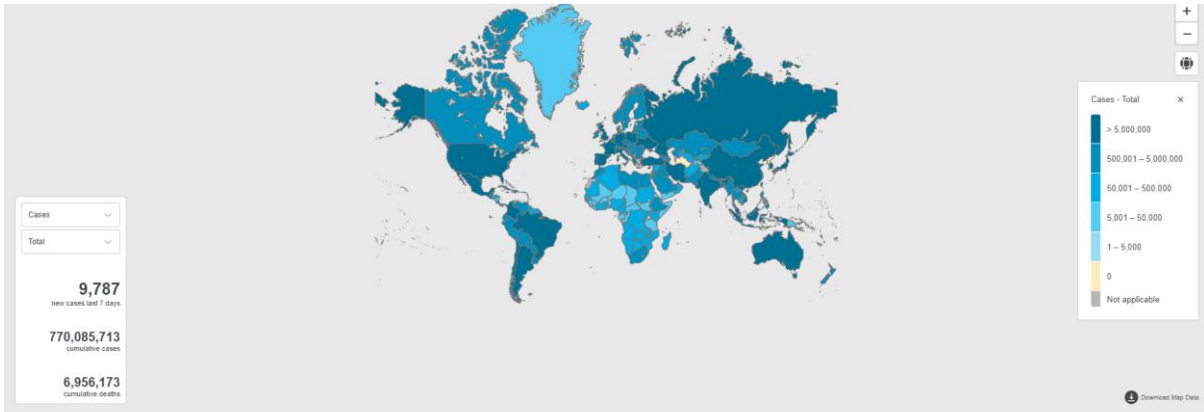 +
−
Cases - Total ×
> 5,000,000
500,001 – 5,000,000
50,001 – 500,000
5,001 – 50,000
1 – 5,000
0
Not applicable
Cases
Total
9,787
new cases last 7 days
770,085,713
cumulative cases
6,956,173
cumulative deaths
Download Map Data